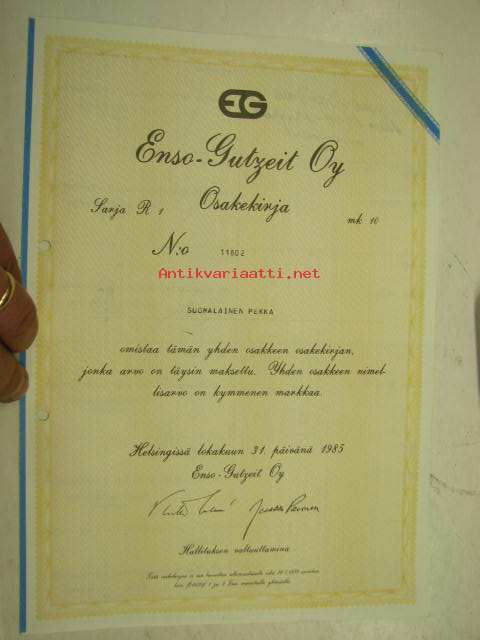 EG
Enso-Gutzeit Oy
Sarja R 1 Osakekirja mk 10
N:o 11802
Antikvariaatti.net
SUOMALAINEN PEKKA
omistaa tämän yhden osakkeen osakekirjan,
jonka arvo on täysin maksettu. Yhden osakkeen nimel-
lisarvo on kymmenen markkaa.
Helsingissä lokakuun 31. päivänä 1985
Enso-Gutzeit Oy
Hallituksen valtuuttamina